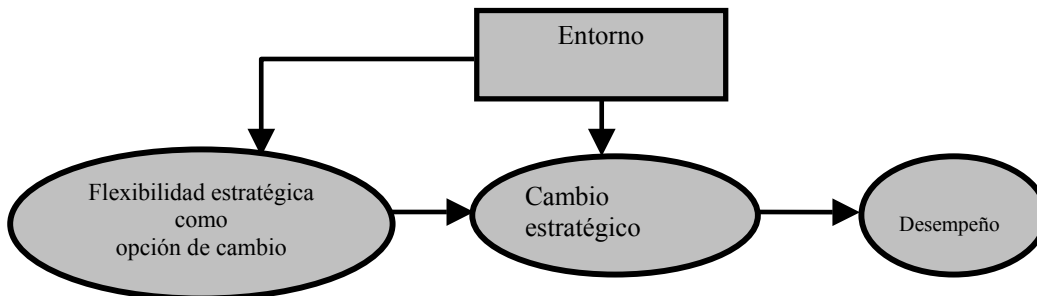 Entorno
Flexibilidad estratégica
como
opción de cambio
Cambio
estratégico
Desempeño